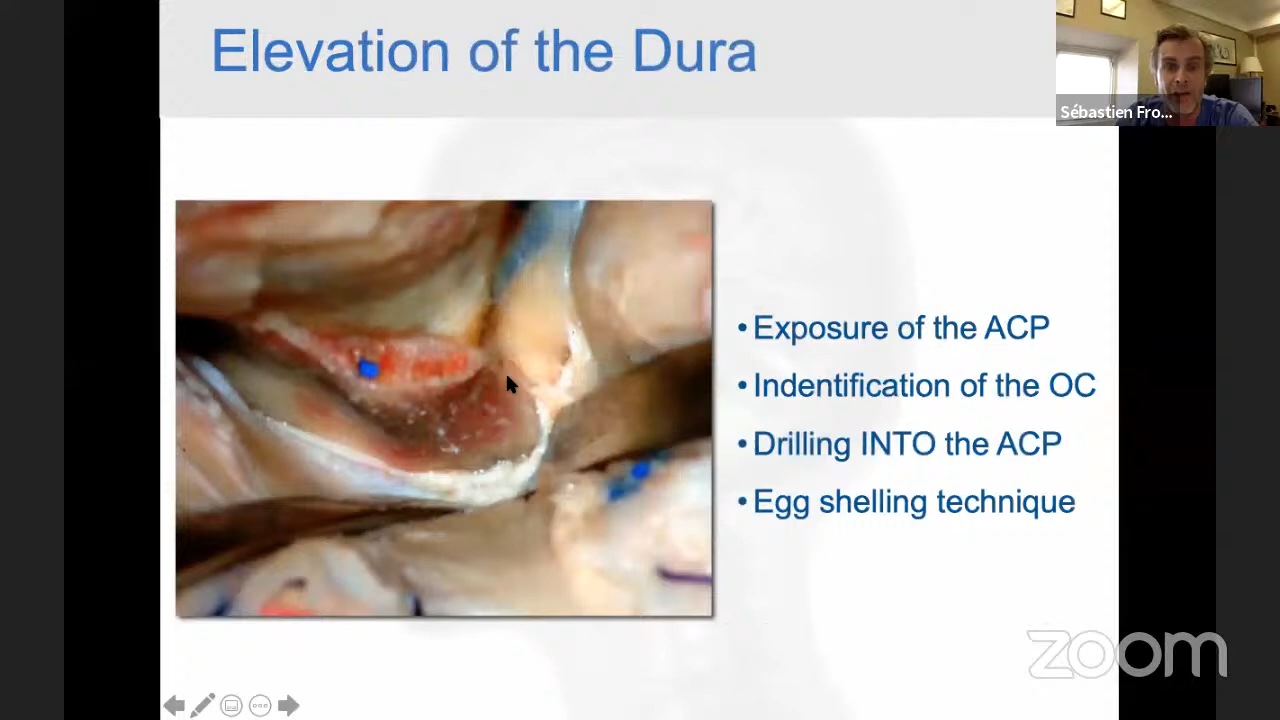 Elevation of the Dura
Sébastien Fro...
• Exposure of the ACP
• Indentification of the OC
• Drilling INTO the ACP
• Egg shelling technique
zoom